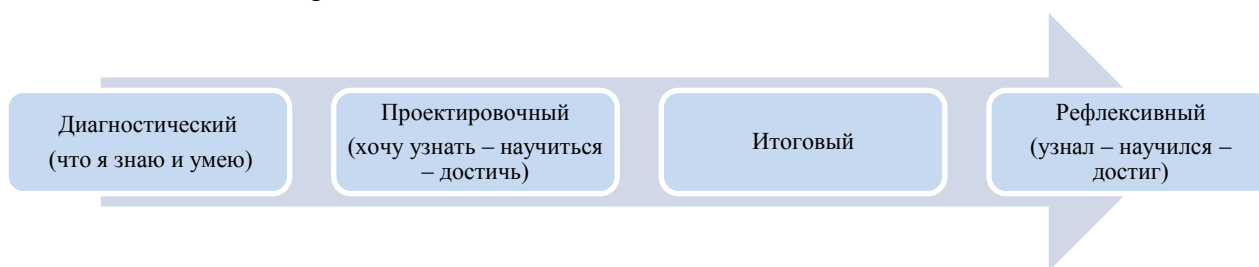 Диагностический
(что я знаю и умею)
Проектировочный
(хочу узнать – научиться
– достичь)
Итоговый
Рефлексивный
(узнал – научился –
достиг)